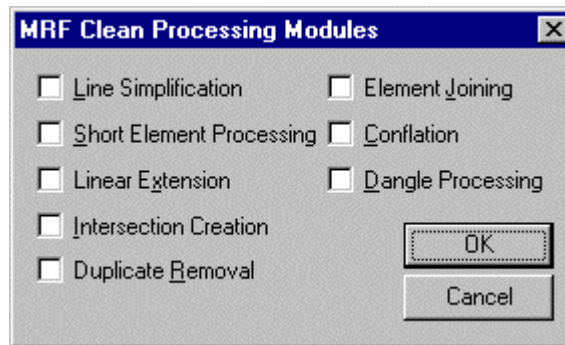 MRF Clean Processing Modules
Line Simplification
Short Element Processing
Linear Extension
Intersection Creation
Duplicate Removal
Element Joining
Conflation
Dangle Processing
OK
Cancel